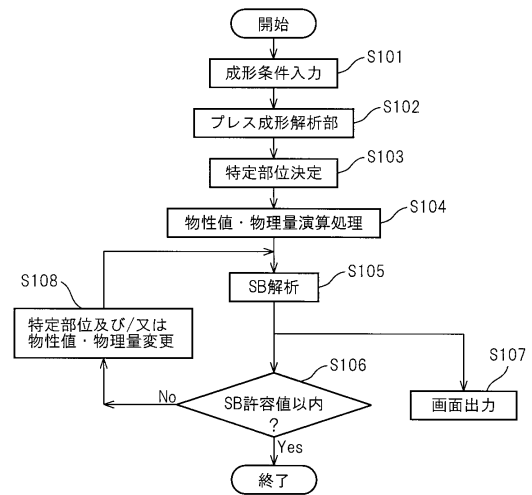 開始
成形条件入力
S101
プレス成形解析部
S102
特定部位決定
S103
物性値・物理量演算処理
S104
SB解析
S105
特定部位及び/又は
物性値・物理量変更
S108
SB許容値以内
?
S106
No
Yes
画面出力
S107
終了